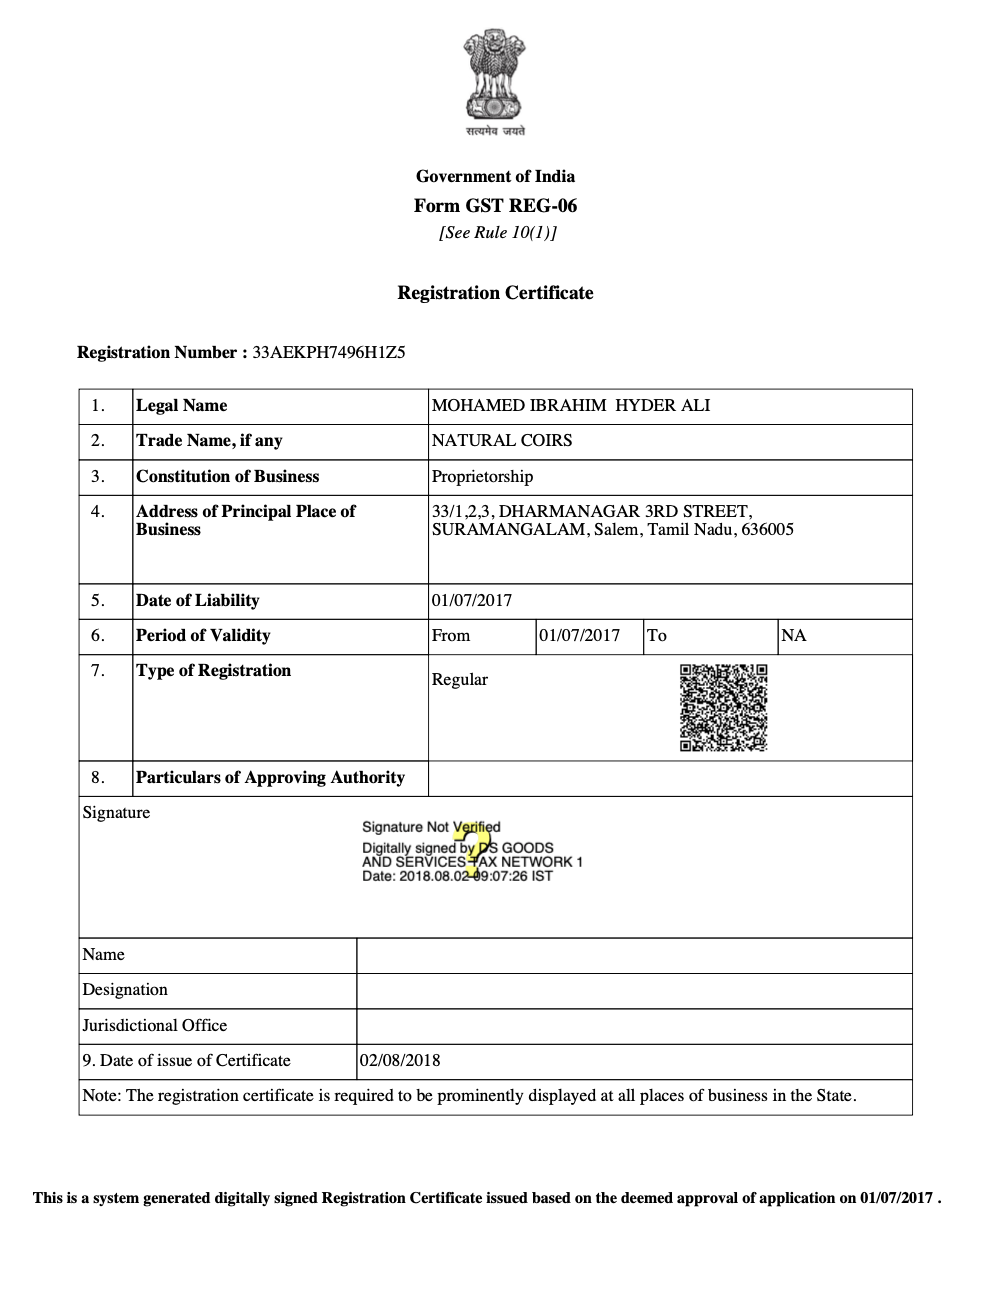 सत्यमेव जयते
Government of India
Form GST REG-06
[See Rule 10(1)]
Registration Certificate
Registration Number : 33AEKPH7496H1Z5
1. Legal Name MOHAMED IBRAHIM HYDER ALI
2. Trade Name, if any NATURAL COIRS
3. Constitution of Business Proprietorship
4. Address of Principal Place of 33/1,2,3, DHARMANAGAR 3RD STREET,
Business SURAMANGALAM, Salem, Tamil Nadu, 636005
5. Date of Liability 01/07/2017
6. Period of Validity From 01/07/2017 To NA
7. Type of Registration Regular
8. Particulars of Approving Authority
Signature
Signature Not Verified
Digitally signed by DS GOODS
AND SERVICES TAX NETWORK 1
Date: 2018.08.02 09:07:26 IST
Name
Designation
Jurisdictional Office
9. Date of issue of Certificate 02/08/2018
Note: The registration certificate is required to be prominently displayed at all places of business in the State.
This is a system generated digitally signed Registration Certificate issued based on the deemed approval of application on 01/07/2017 .